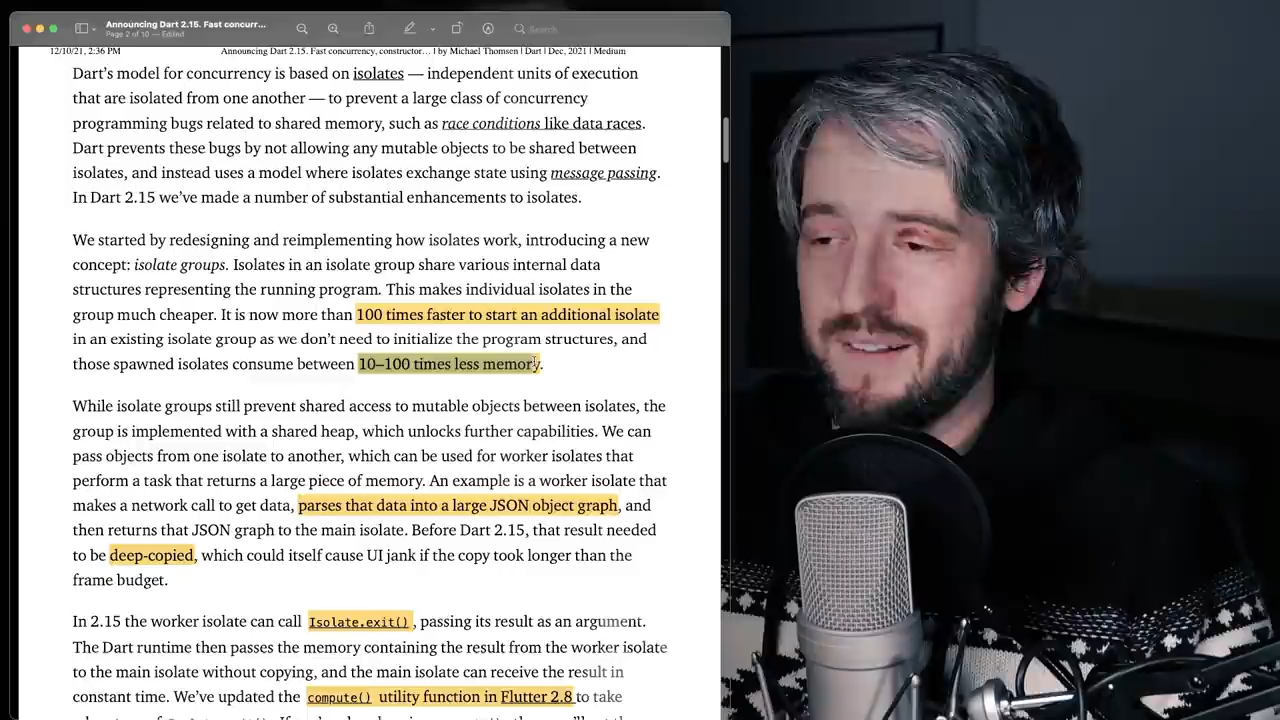 Announcing Dart 2.15. Fast concurr...
Page 2 of 10 — Edited
Search
12/10/21, 2:36 PM Announcing Dart 2.15. Fast concurrency, constructor… | by Michael Thomsen | Dart | Dec, 2021 | Medium
Dart’s model for concurrency is based on isolates — independent units of execution
that are isolated from one another — to prevent a large class of concurrency
programming bugs related to shared memory, such as race conditions like data races.
Dart prevents these bugs by not allowing any mutable objects to be shared between
isolates, and instead uses a model where isolates exchange state using message passing.
In Dart 2.15 we’ve made a number of substantial enhancements to isolates.
We started by redesigning and reimplementing how isolates work, introducing a new
concept: isolate groups. Isolates in an isolate group share various internal data
structures representing the running program. This makes individual isolates in the
group much cheaper. It is now more than 100 times faster to start an additional isolate
in an existing isolate group as we don’t need to initialize the program structures, and
those spawned isolates consume between 10–100 times less memory.
While isolate groups still prevent shared access to mutable objects between isolates, the
group is implemented with a shared heap, which unlocks further capabilities. We can
pass objects from one isolate to another, which can be used for worker isolates that
perform a task that returns a large piece of memory. An example is a worker isolate that
makes a network call to get data, parses that data into a large JSON object graph, and
then returns that JSON graph to the main isolate. Before Dart 2.15, that result needed
to be deep-copied, which could itself cause UI jank if the copy took longer than the
frame budget.
In 2.15 the worker isolate can call Isolate.exit(), passing its result as an argument.
The Dart runtime then passes the memory containing the result from the worker isolate
to the main isolate without copying, and the main isolate can receive the result in
constant time. We’ve updated the compute() utility function in Flutter 2.8 to take